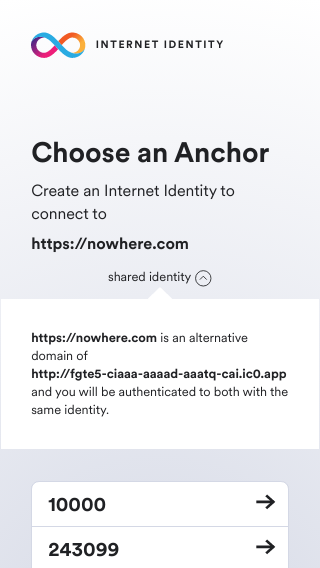 INTERNET IDENTITY
Choose an Anchor
Create an Internet Identity to
connect to
https://nowhere.com
shared identity
https://nowhere.com is an alternative
domain of
http://fgte5-ciaaa-aaaad-aaatq-cai.ic0.app
and you will be authenticated to both with the
same identity.
10000
243099